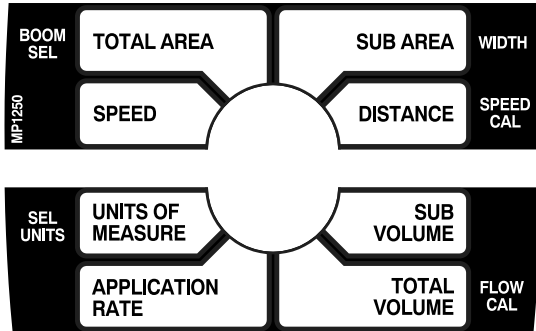 BOOM
SEL
TOTAL AREA
SUB AREA
WIDTH
MP1250
SPEED
DISTANCE
SPEED
CAL
SEL
UNITS
UNITS OF
MEASURE
SUB
VOLUME
APPLICATION
RATE
TOTAL
VOLUME
FLOW
CAL